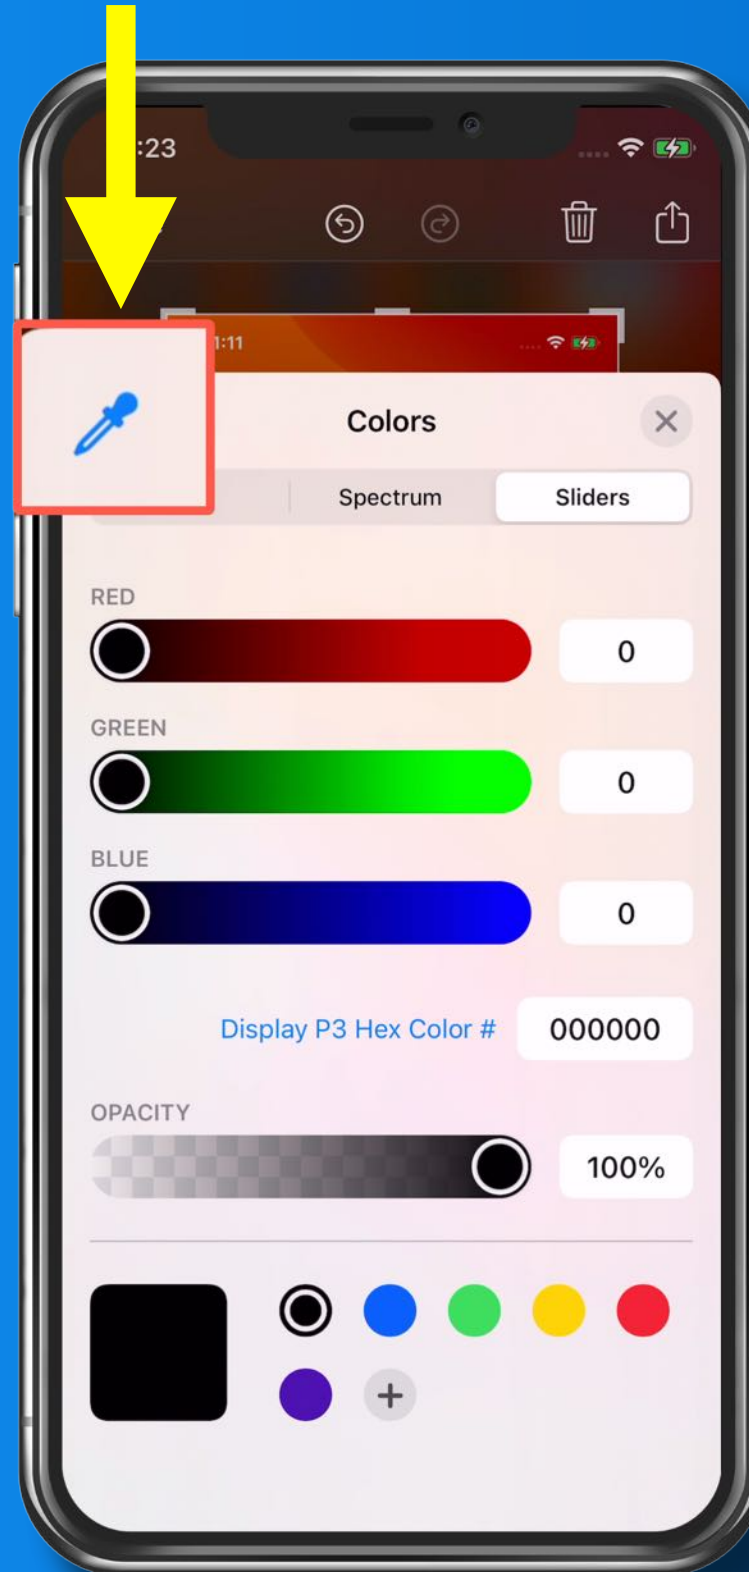 :23
1:11
Colors
Spectrum
Sliders
RED
0
GREEN
0
BLUE
0
Display P3 Hex Color #
000000
OPACITY
100%